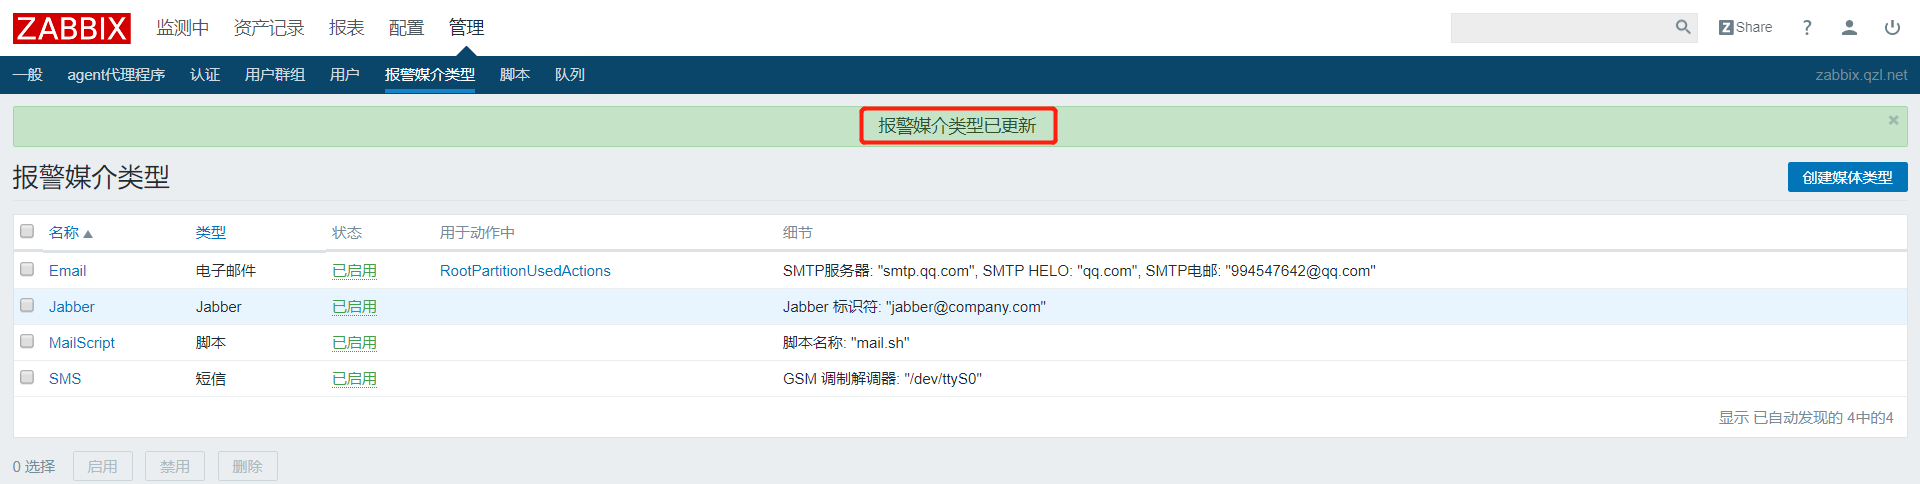 ZABBIX 监测中 资产记录 报表 配置 管理 Z Share ?
一般 agent代理程序 认证 用户群组 用户 报警媒介类型 脚本 队列 zabbix.qzl.net
报警媒介类型已更新
报警媒介类型 创建媒体类型
名称 类型 状态 用于动作中 细节
Email 电子邮件 已启用 RootPartitionUsedActions SMTP服务器: "smtp.qq.com", SMTP HELO: "qq.com", SMTP电邮: "994547642@qq.com"
Jabber Jabber 已启用 Jabber 标识符: "jabber@company.com"
MailScript 脚本 已启用 脚本名称: "mail.sh"
SMS 短信 已启用 GSM 调制解调器: "/dev/ttyS0"
显示 已自动发现的 4中的4
0 选择 启用 禁用 删除